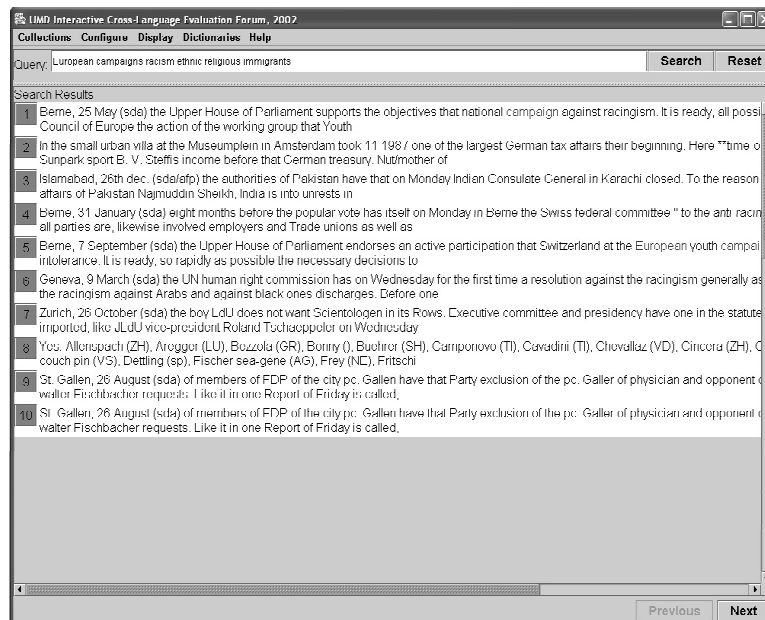 UMD Interactive Cross-Language Evaluation Forum, 2002
Collections Configure Display Dictionaries Help
Query: European campaigns racism ethnic religious immigrants Search Reset
Search Results
1 Berne, 25 May (sda) the Upper House of Parliament supports the objectives that national campaign against racingism. It is ready, all possi
Council of Europe the action of the working group that Youth
2 In the small urban villa at the Museumplein in Amsterdam took 11 1987 one of the largest German tax affairs their beginning. Here **time o
Sunpark sport B. V. Steffis income before that German treasury. Nut/mother of
3 Islamabad, 26th dec. (sda/afp) the authorities of Pakistan have that on Monday Indian Consulate General in Karachi closed. To the reason
affairs of Pakistan Najmuddin Sheikh, India is into unrests in
4 Berne, 31 January (sda) eight months before the popular vote has itself on Monday in Berne the Swiss federal committee " to the anti racin
all parties are, likewise involved employers and Trade unions as well as
5 Berne, 7 September (sda) the Upper House of Parliament endorses an active participation that Switzerland at the European youth campai
intolerance. It is ready, so rapidly as possible the necessary decisions to
6 Geneva, 9 March (sda) the UN human right commission has on Wednesday for the first time a resolution against the racingism generally as
the racingism against Arabs and against black ones discharges. Before one
7 Zurich, 26 October (sda) the boy LdU does not want Scientologen in its Rows. Executive committee and presidency have one in the statute
imported, like JLdU vice-president Roland Tschaeppeler on Wednesday
8 Yes. Allenspach (ZH), Aregger (LU), Bezzola (GR), Bonny (), Buehrer (SH), Camponovo (TI), Cavadini (TI), Chevallaz (VD), Cincera (ZH), C
couch pin (VS), Dettling (sp), Fischer sea-gene (AG), Frey (NE), Fritschi
9 St. Gallen, 26 August (sda) of members of FDP of the city pc. Gallen have that Party exclusion of the pc. Galler of physician and opponent o
walter Fischbacher requests. Like it in one Report of Friday is called,
10 St. Gallen, 26 August (sda) of members of FDP of the city pc. Gallen have that Party exclusion of the pc. Galler of physician and opponent o
walter Fischbacher requests. Like it in one Report of Friday is called,
Previous Next